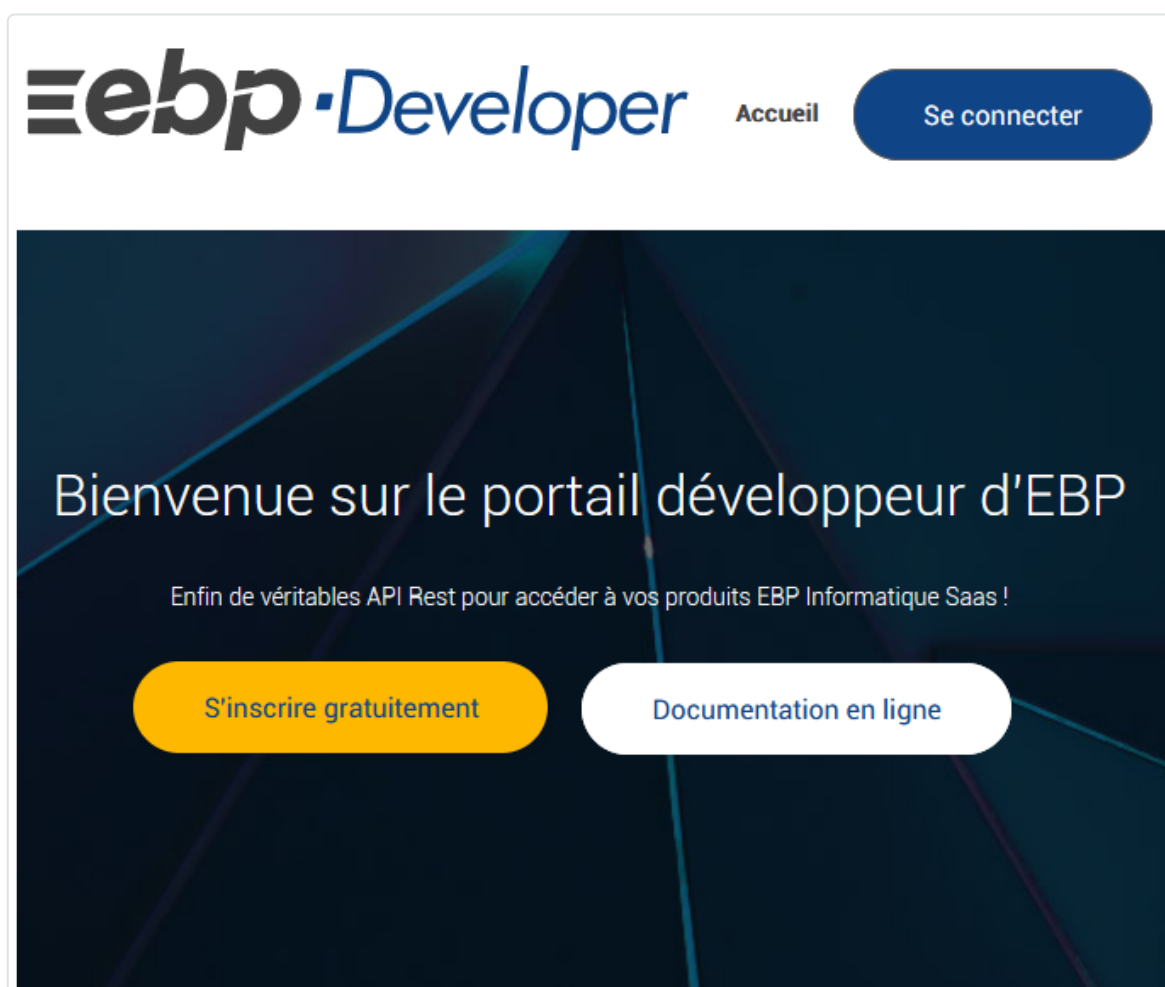 ebp·Developer
Accueil
Se connecter
Bienvenue sur le portail développeur d'EBP
Enfin de véritables API Rest pour accéder à vos produits EBP Informatique Saas !
S'inscrire gratuitement
Documentation en ligne